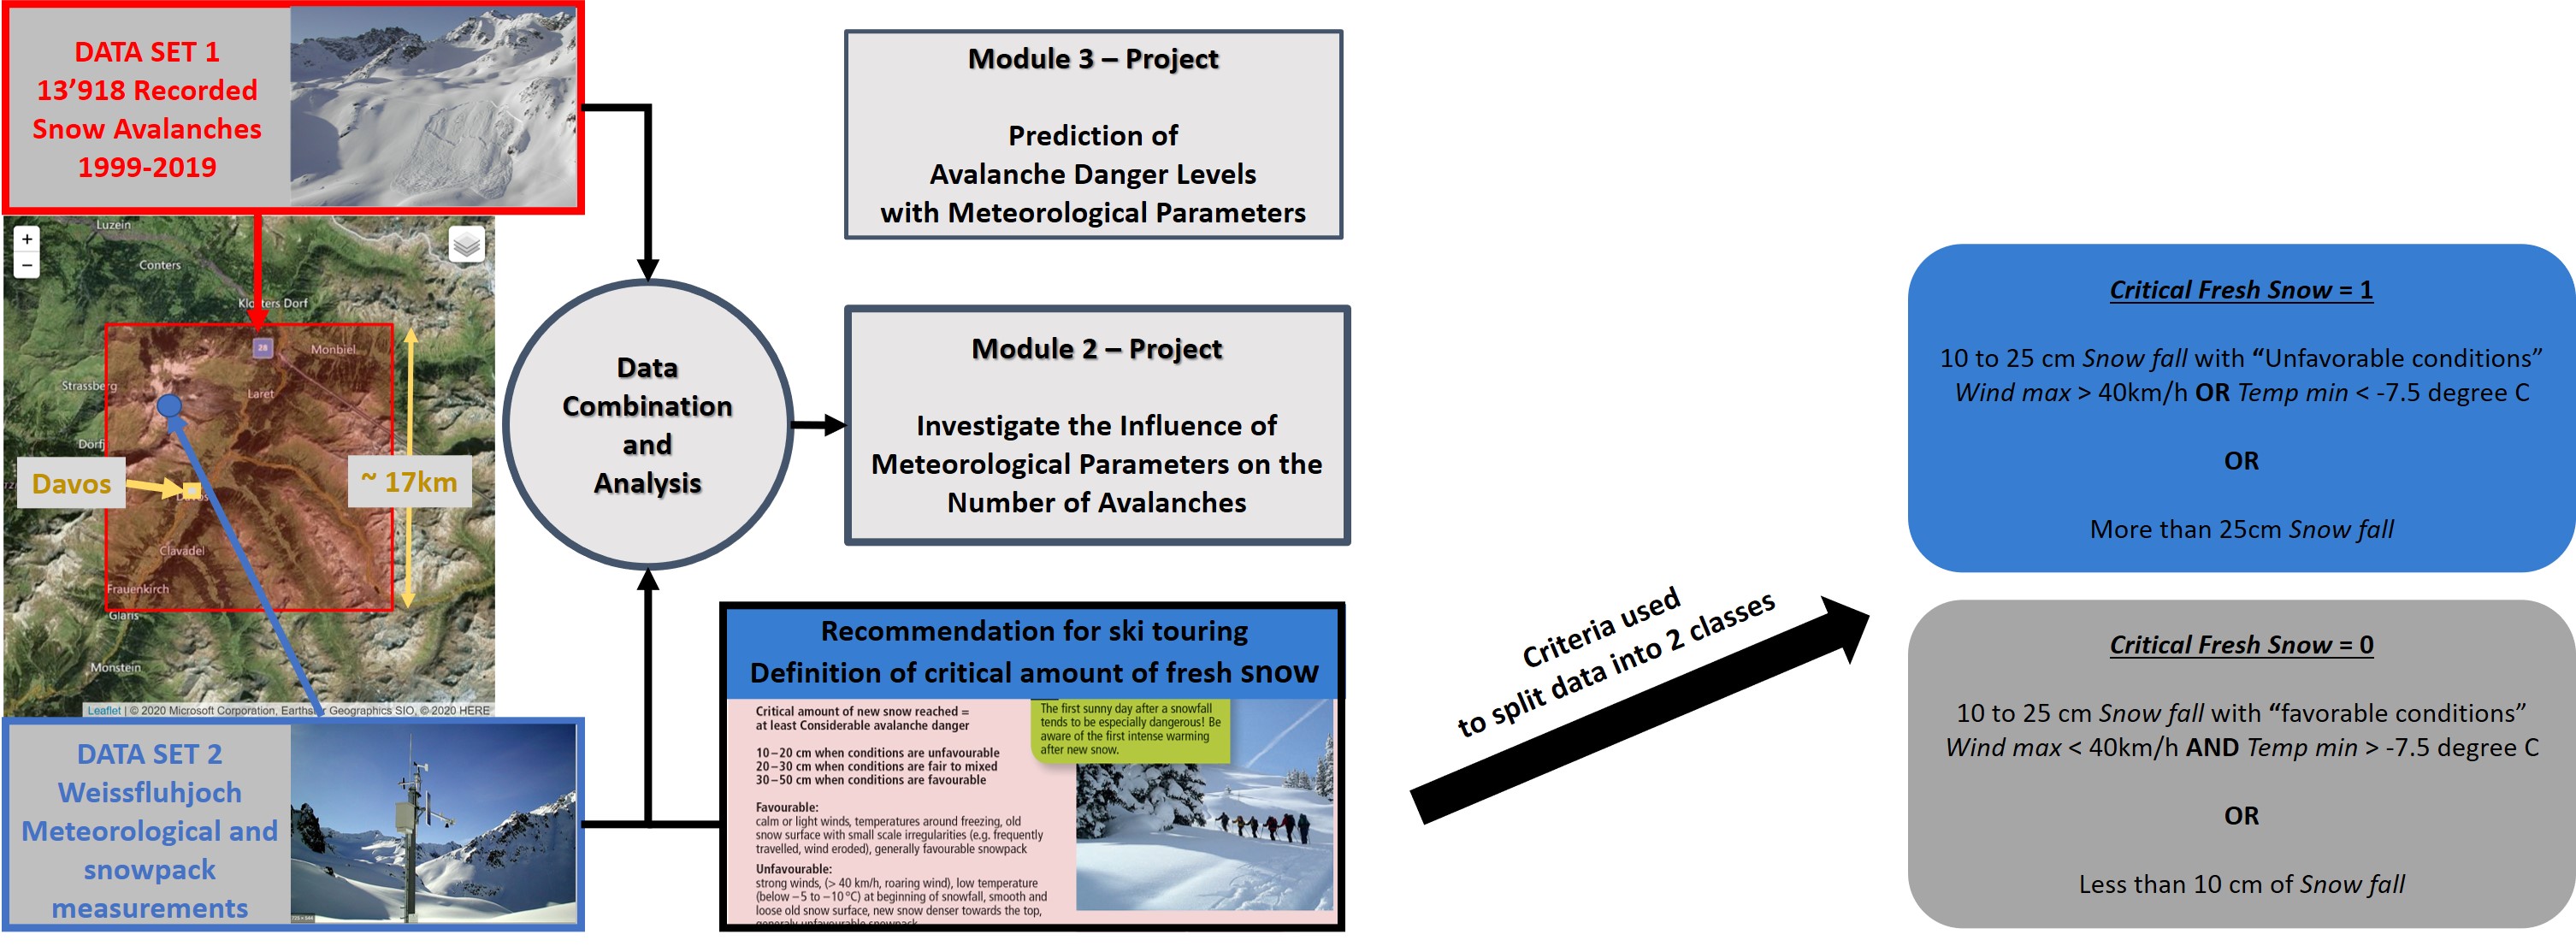 DATA SET 1
13’918 Recorded
Snow Avalanches
1999-2019
Luzein
+
−
Conters
Klosters Dorf
28
Monbiel
Strassberg
Laret
Dorfj
Davos
~ 17km
Clavadel
Frauenkirch
Glaris
Monstein
Leaflet | © 2020 Microsoft Corporation, Earthstar Geographics SIO, © 2020 HERE
DATA SET 2
Weissfluhjoch
Meteorological and
snowpack
measurements
Data
Combination
and
Analysis
Module 3 – Project
Prediction of
Avalanche Danger Levels
with Meteorological Parameters
Module 2 – Project
Investigate the Influence of
Meteorological Parameters on the
Number of Avalanches
Recommendation for ski touring
Definition of critical amount of fresh snow
Critical amount of new snow reached =
at least Considerable avalanche danger
10–20 cm when conditions are unfavourable
20–30 cm when conditions are fair to mixed
30–50 cm when conditions are favourable
Favourable:
calm or light winds, temperatures around freezing, old
snow surface with small scale irregularities (e.g. frequently
travelled, wind eroded), generally favourable snowpack
Unfavourable:
strong winds, (> 40 km/h, roaring wind), low temperature
(below –5 to –10°C) at beginning of snowfall, smooth and
loose old snow surface, new snow denser towards the top,
generaly unfavourable snowpack
The first sunny day after a snowfall
tends to be especially dangerous! Be
aware of the first intense warming
after new snow.
Criteria used
to split data into 2 classes
Critical Fresh Snow = 1
10 to 25 cm Snow fall with “Unfavorable conditions”
Wind max > 40km/h OR Temp min < -7.5 degree C
OR
More than 25cm Snow fall
Critical Fresh Snow = 0
10 to 25 cm Snow fall with “favorable conditions”
Wind max < 40km/h AND Temp min > -7.5 degree C
OR
Less than 10 cm of Snow fall